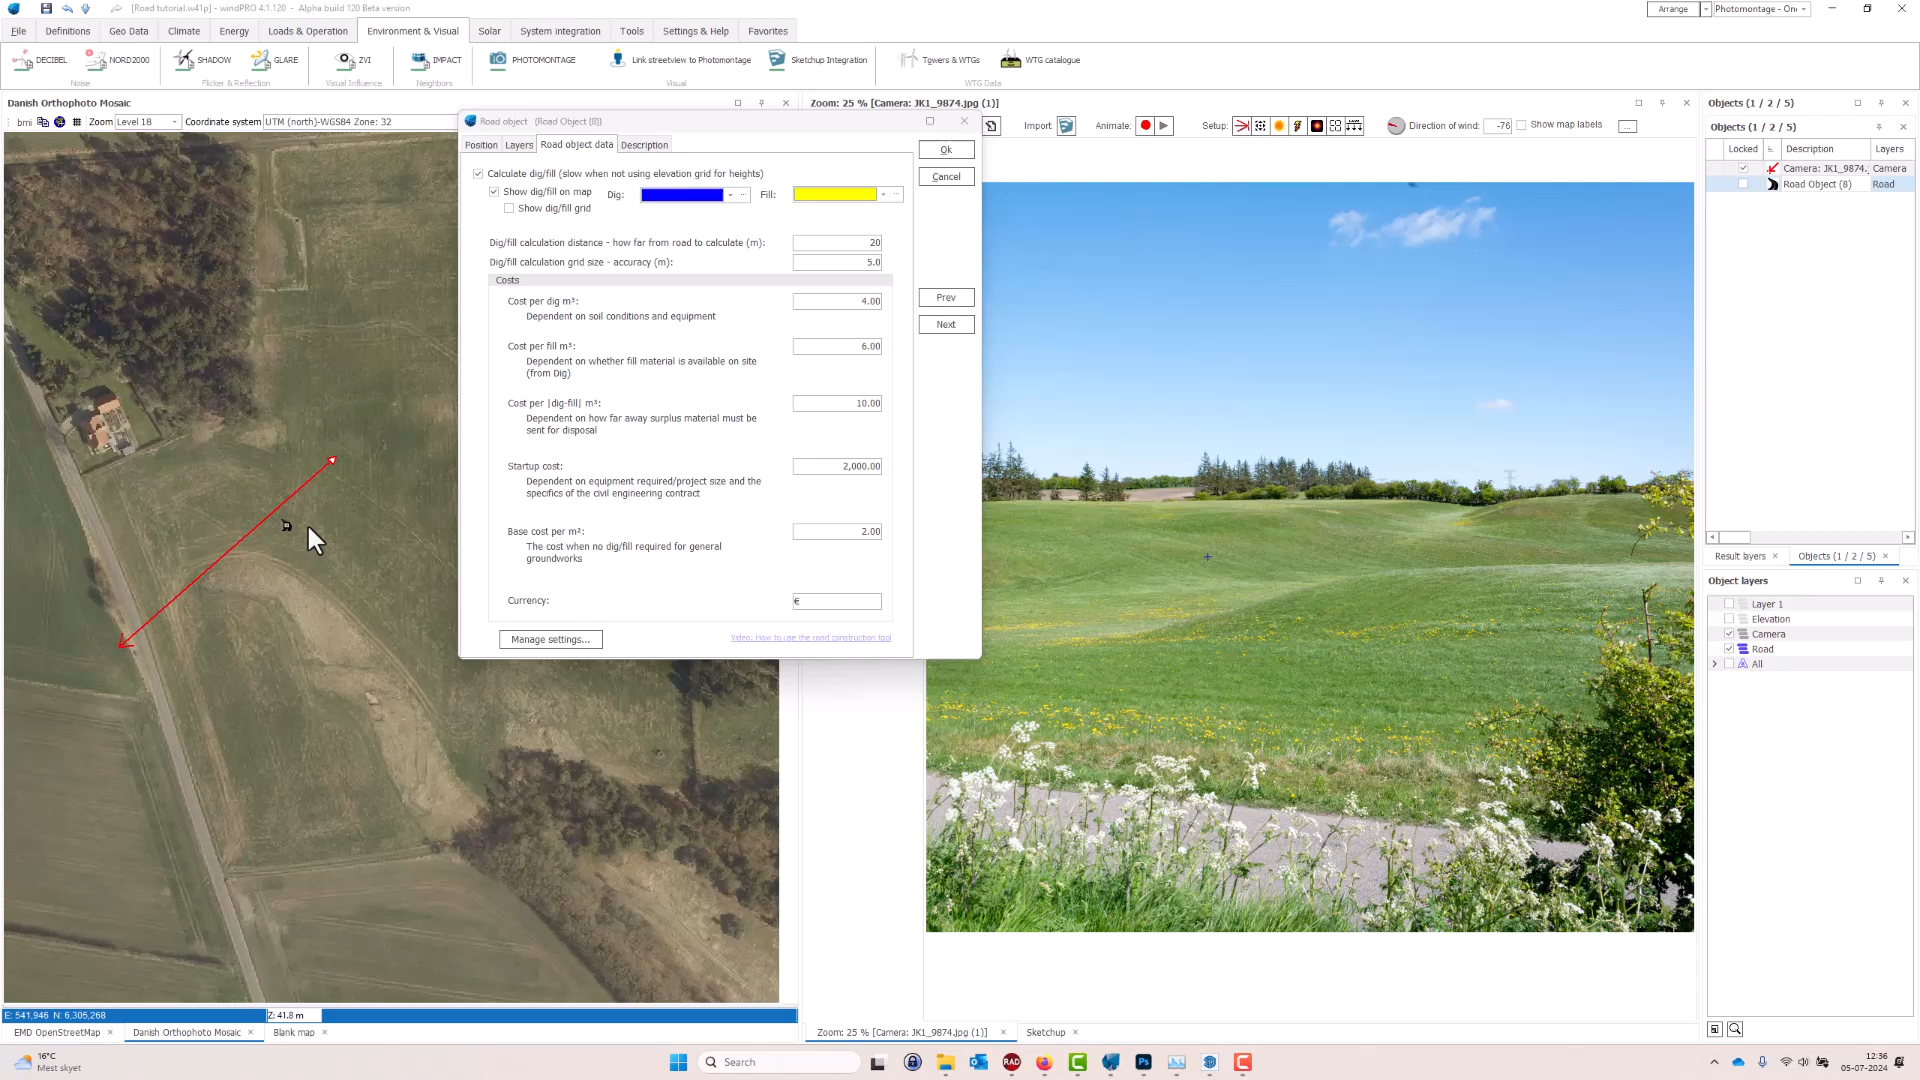 [Road tutorial.w41p] - windPRO 4.1.120 - Alpha build 120 Beta version
Arrange
Photomontage - On
File
Definitions
Geo Data
Climate
Energy
Loads & Operation
Environment & Visual
Solar
System integration
Tools
Settings & Help
Favorites
DECIBEL
NORD2000
SHADOW
GLARE
ZVI
IMPACT
PHOTOMONTAGE
Link streetview to Photomontage
Sketchup Integration
Towers & WTGs
WTG catalogue
Noise
Flicker & Reflection
Visual Influence
Neighbors
Visual
WTG Data
Danish Orthophoto Mosaic
bmi
Zoom
Level 18
Coordinate system
UTM (north)-WGS84 Zone: 32
Zoom: 25 % [Camera: JK1_9874.jpg (1)]
Import:
Animate:
Setup:
Direction of wind:
-76
Show map labels
...
Road object (Road Object (8))
Position
Layers
Road object data
Description
Calculate dig/fill (slow when not using elevation grid for heights)
Show dig/fill on map
Dig:
Fill:
Show dig/fill grid
Dig/fill calculation distance - how far from road to calculate (m):
20
Dig/fill calculation grid size - accuracy (m):
5.0
Costs
Cost per dig m³:
4.00
Dependent on soil conditions and equipment
Cost per fill m³:
6.00
Dependent on whether fill material is available on site
(from Dig)
Cost per |dig-fill| m³:
10.00
Dependent on how far away surplus material must be
sent for disposal
Startup cost:
2,000.00
Dependent on equipment required/project size and the
specifics of the civil engineering contract
Base cost per m²:
2.00
The cost when no dig/fill required for general
groundworks
Currency:
€
Manage settings...
Video: How to use the road construction tool
Ok
Cancel
Prev
Next
Objects (1 / 2 / 5)
Objects (1 / 2 / 5)
Locked
Description
Layers
Camera: JK1_9874.
Camera
Road Object (8)
Road
Result layers
Objects (1 / 2 / 5)
Object layers
Layer 1
Elevation
Camera
Road
All
E: 541,946 N: 6,305,268
Z: 41.8 m
EMD OpenStreetMap
Danish Orthophoto Mosaic
Blank map
Zoom: 25 % [Camera: JK1_9874.jpg (1)]
Sketchup
16°C
Mest skyet
Search
RAD
Ps
12:36
05-07-2024